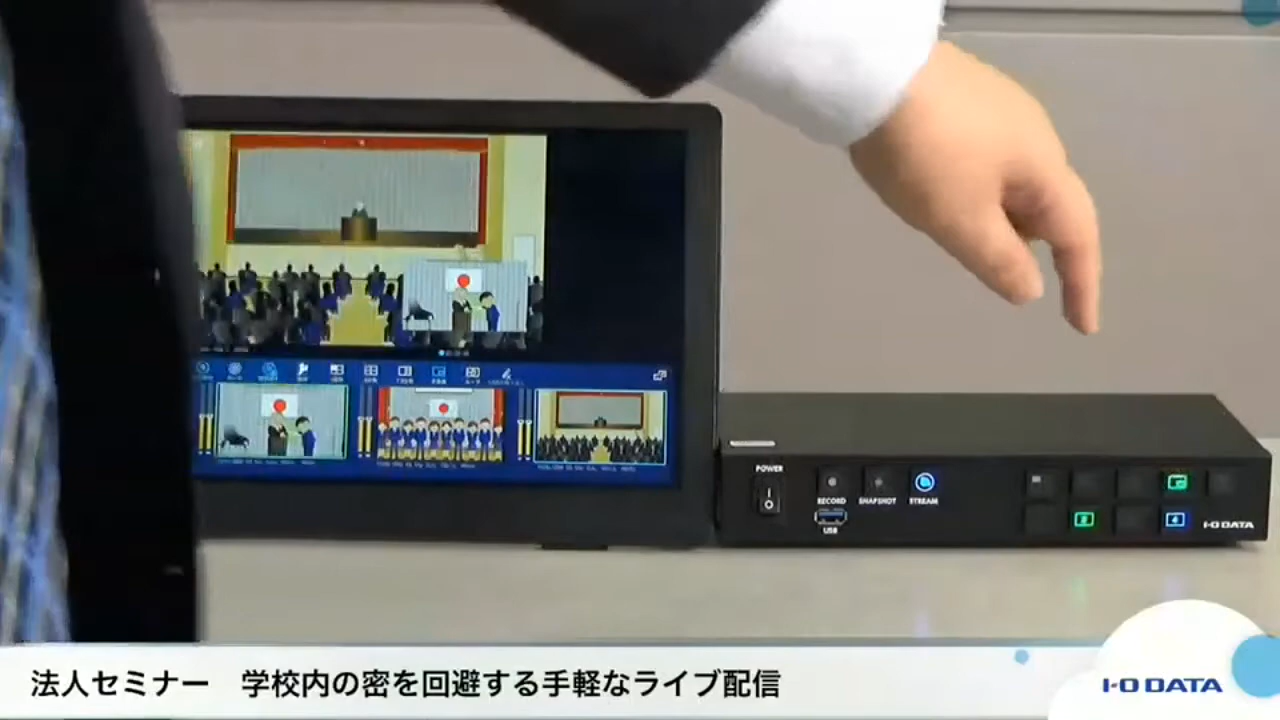 POWER
RECORD
SNAPSHOT
STREAM
USB
I-O DATA
法人セミナー　学校内の密を回避する手軽なライブ配信
I-O DATA